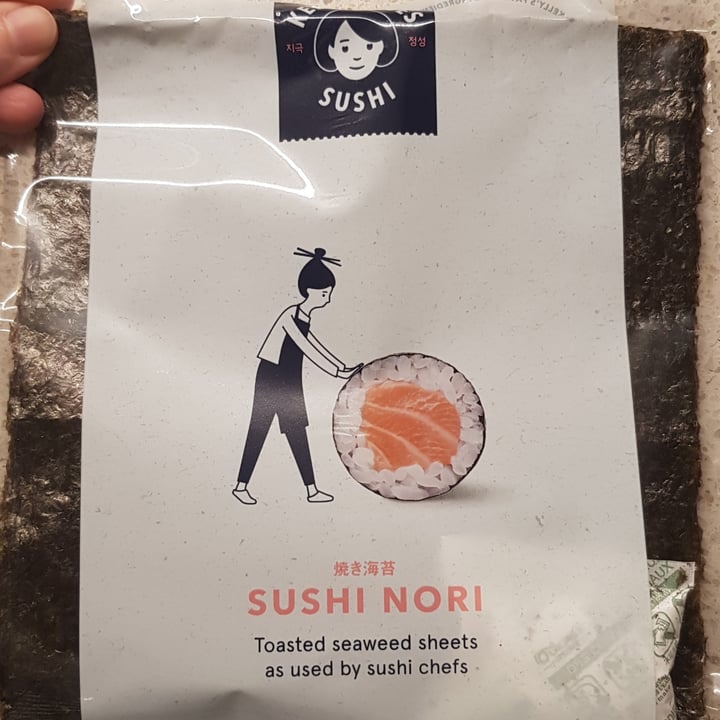 지극 정성
SUSHI
焼き海苔
SUSHI NORI
Toasted seaweed sheets
as used by sushi chefs